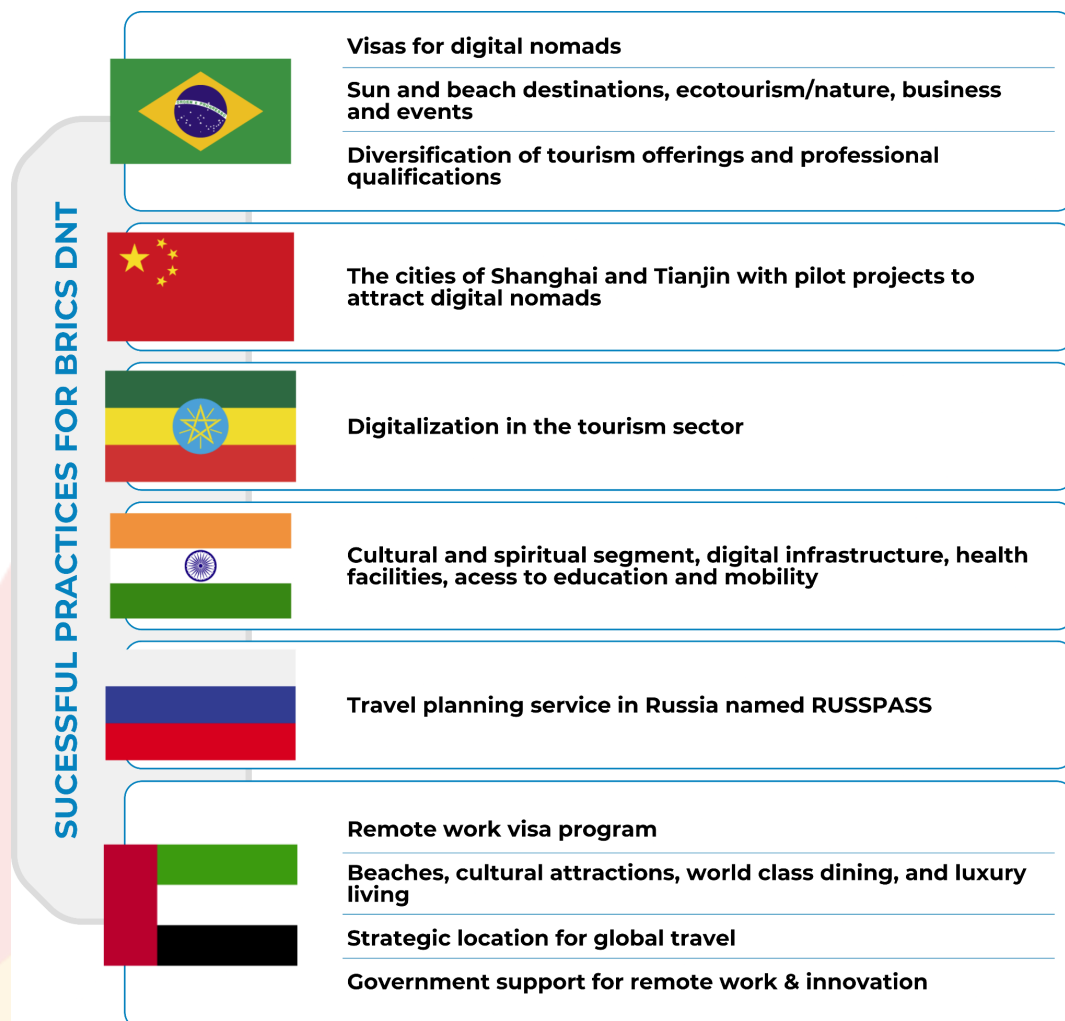 SUCESSFUL PRACTICES FOR BRICS DNT
Visas for digital nomads
Sun and beach destinations, ecotourism/nature, business
and events
Diversification of tourism offerings and professional
qualifications
The cities of Shanghai and Tianjin with pilot projects to
attract digital nomads
Digitalization in the tourism sector
Cultural and spiritual segment, digital infrastructure, health
facilities, acess to education and mobility
Travel planning service in Russia named RUSSPASS
Remote work visa program
Beaches, cultural attractions, world class dining, and luxury
living
Strategic location for global travel
Government support for remote work & innovation